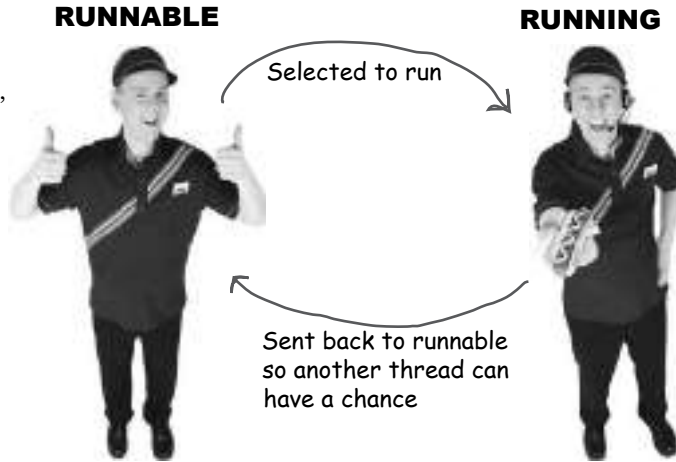 RUNNABLE
RUNNING
Selected to run
,
Sent back to runnable
so another thread can
have a chance